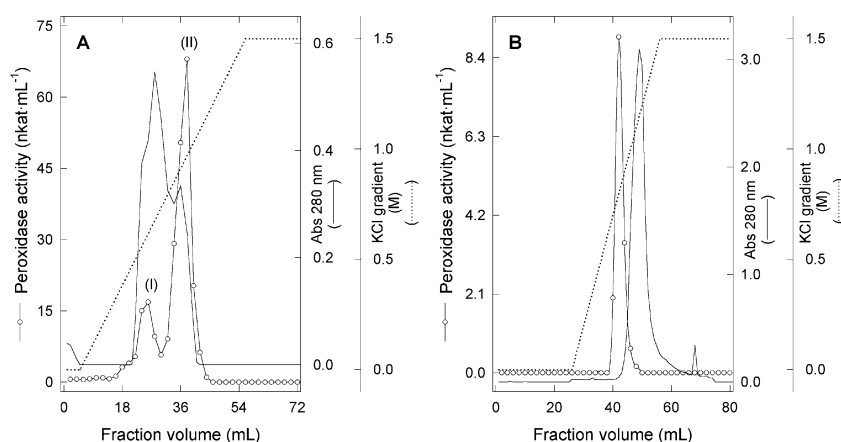 A
(I)
(II)
75
60
45
30
15
0
Peroxidase activity (nkat·mL⁻¹)
0.6
0.4
0.2
0.0
Abs 280 nm
( )
1.5
1.0
0.5
0.0
KCl gradient
(M)
( )
0 18 36 54 72
Fraction volume (mL)
B
8.4
6.3
4.2
2.1
0.0
Peroxidase activity (nkat·mL⁻¹)
3.0
2.0
1.0
0.0
Abs 280 nm
( )
1.5
1.0
0.5
0.0
KCl gradient
(M)
( )
0 20 40 60 80
Fraction volume (mL)